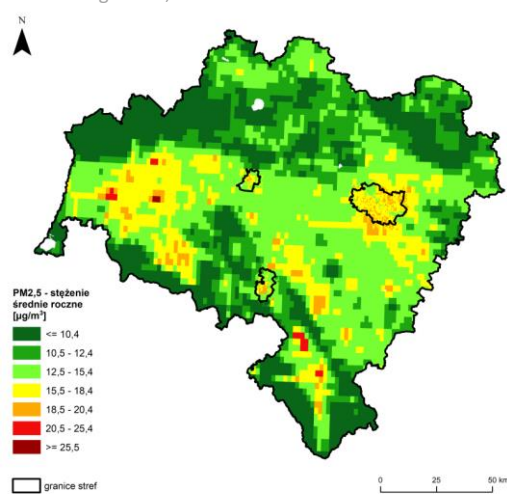 N
PM2,5 - stężenie
średnie roczne
[µg/m³]
<= 10,4
10,5 - 12,4
12,5 - 15,4
15,5 - 18,4
18,5 - 20,4
20,5 - 25,4
>= 25,5
granice stref
0 25 50 km